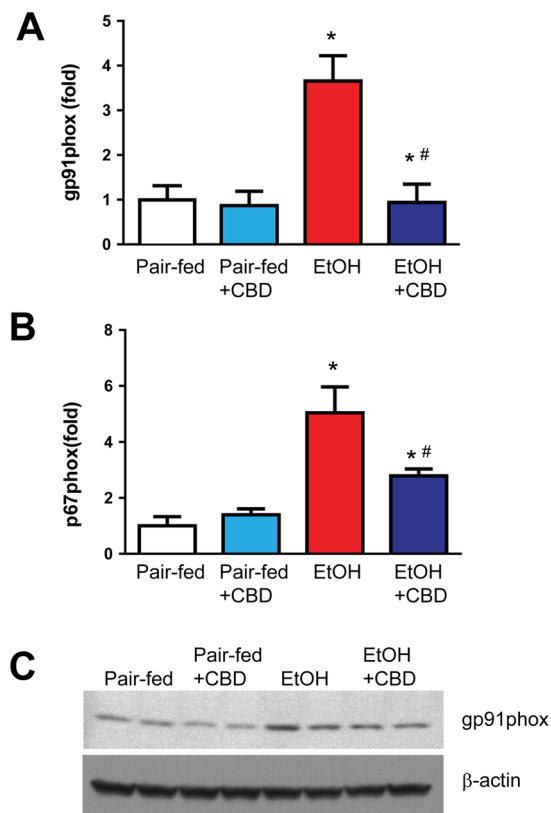 A
gp91phox (fold)
5
4
3
2
1
0
*
* #
Pair-fed
Pair-fed
+CBD
EtOH
EtOH
+CBD
B
p67phox(fold)
8
6
4
2
0
*
* #
Pair-fed
Pair-fed
+CBD
EtOH
EtOH
+CBD
C
Pair-fed
Pair-fed
+CBD
EtOH
EtOH
+CBD
gp91phox
β-actin